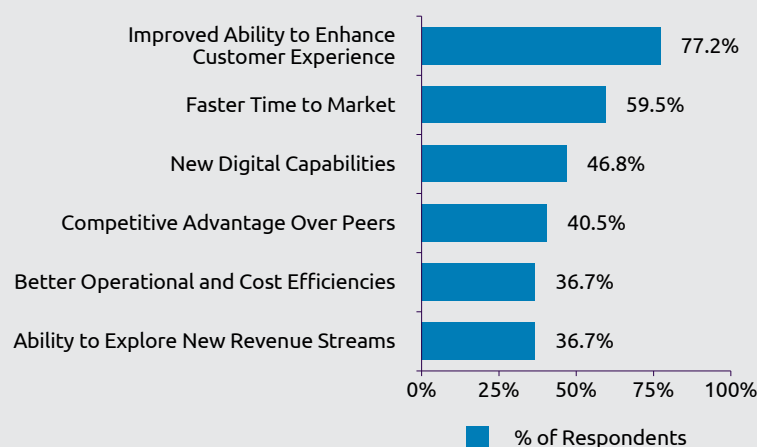 Improved Ability to Enhance
Customer Experience
77.2%
Faster Time to Market
59.5%
New Digital Capabilities
46.8%
Competitive Advantage Over Peers
40.5%
Better Operational and Cost Efficiencies
36.7%
Ability to Explore New Revenue Streams
36.7%
0% 25% 50% 75% 100%
% of Respondents